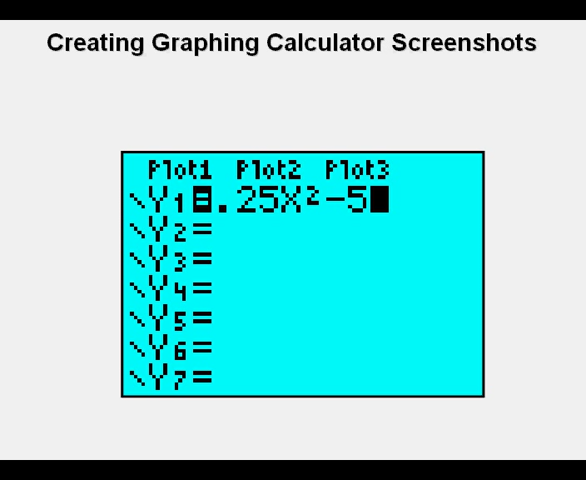 Creating Graphing Calculator Screenshots
Plot1 Plot2 Plot3
\Y₁=.25X²-5
\Y₂=
\Y₃=
\Y₄=
\Y₅=
\Y₆=
\Y₇=